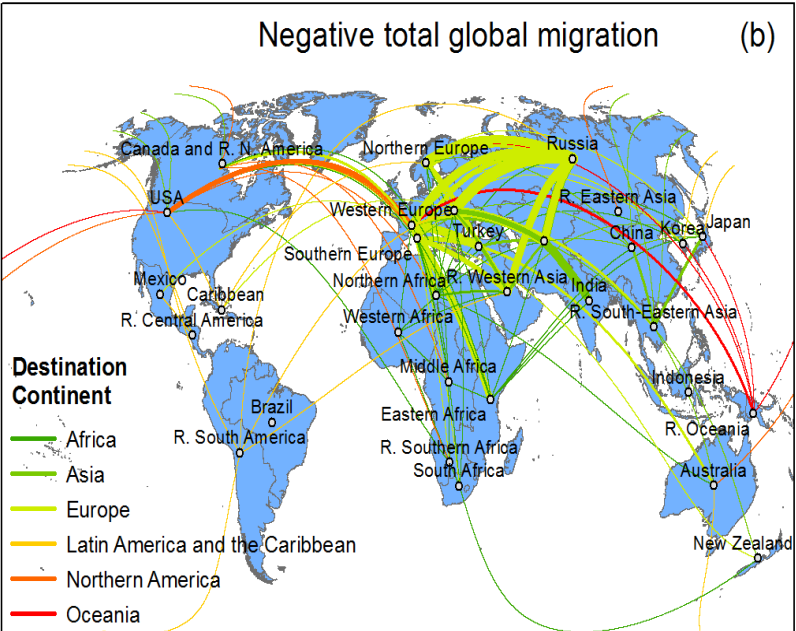 Negative total global migration (b)
Canada and R. N. America
Northern Europe
Russia
USA
Western Europe
R. Eastern Asia
Turkey
China
Korea
Japan
Southern Europe
Mexico
Caribbean
Northern Africa
R. Western Asia
India
R. Central America
Western Africa
R. South-Eastern Asia
Destination
Continent
Middle Africa
Indonesia
Brazil
Eastern Africa
R. Oceania
Africa
R. South America
R. Southern Africa
Asia
South Africa
Australia
Europe
Latin America and the Caribbean
New Zealand
Northern America
Oceania